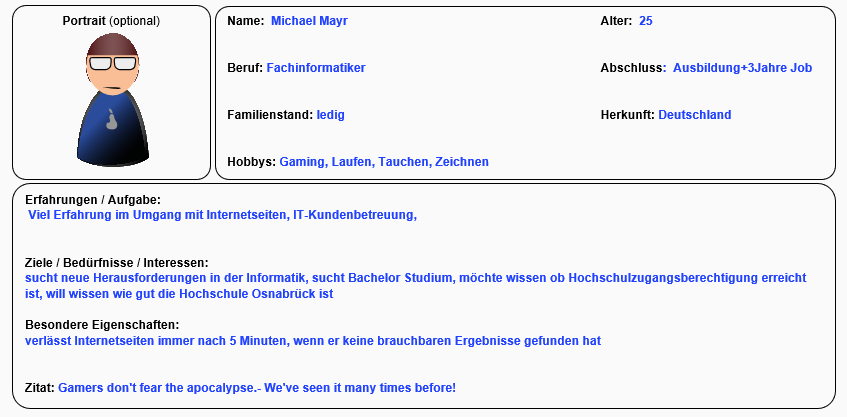 Portrait (optional)
Name: Michael Mayr
Alter: 25
Beruf: Fachinformatiker
Abschluss: Ausbildung+3Jahre Job
Familienstand: ledig
Herkunft: Deutschland
Hobbys: Gaming, Laufen, Tauchen, Zeichnen
Erfahrungen / Aufgabe:
Viel Erfahrung im Umgang mit Internetseiten, IT-Kundenbetreuung,
Ziele / Bedürfnisse / Interessen:
sucht neue Herausforderungen in der Informatik, sucht Bachelor Studium, möchte wissen ob Hochschulzugangsberechtigung erreicht
ist, will wissen wie gut die Hochschule Osnabrück ist
Besondere Eigenschaften:
verlässt Internetseiten immer nach 5 Minuten, wenn er keine brauchbaren Ergebnisse gefunden hat
Zitat: Gamers don't fear the apocalypse.- We've seen it many times before!